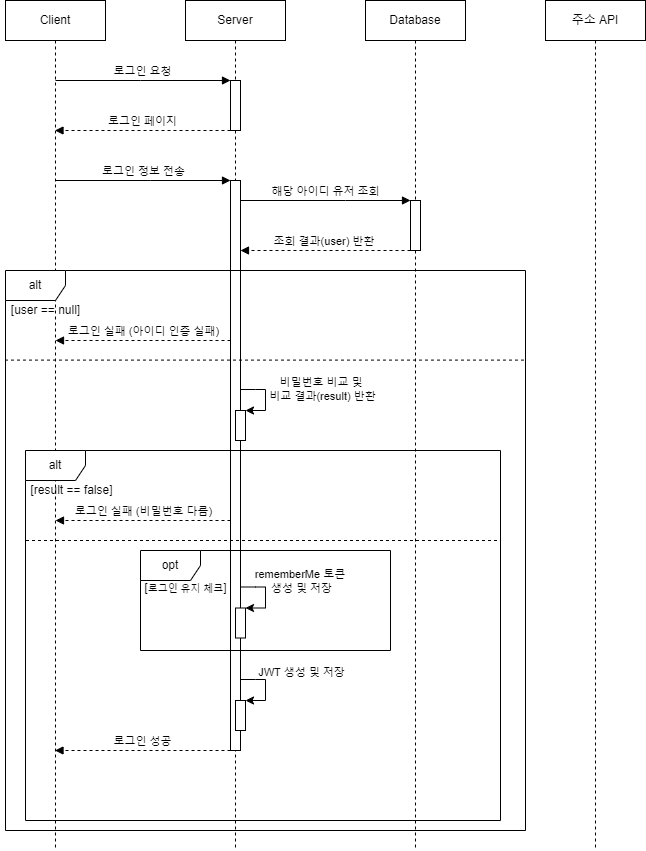 Client
Server
Database
주소 API
로그인 요청
로그인 페이지
로그인 정보 전송
해당 아이디 유저 조회
조회 결과(user) 반환
alt
[user == null]
로그인 실패 (아이디 인증 실패)
비밀번호 비교 및
비교 결과(result) 반환
alt
[result == false]
로그인 실패 (비밀번호 다름)
opt
[로그인 유지 체크]
rememberMe 토큰
생성 및 저장
JWT 생성 및 저장
로그인 성공